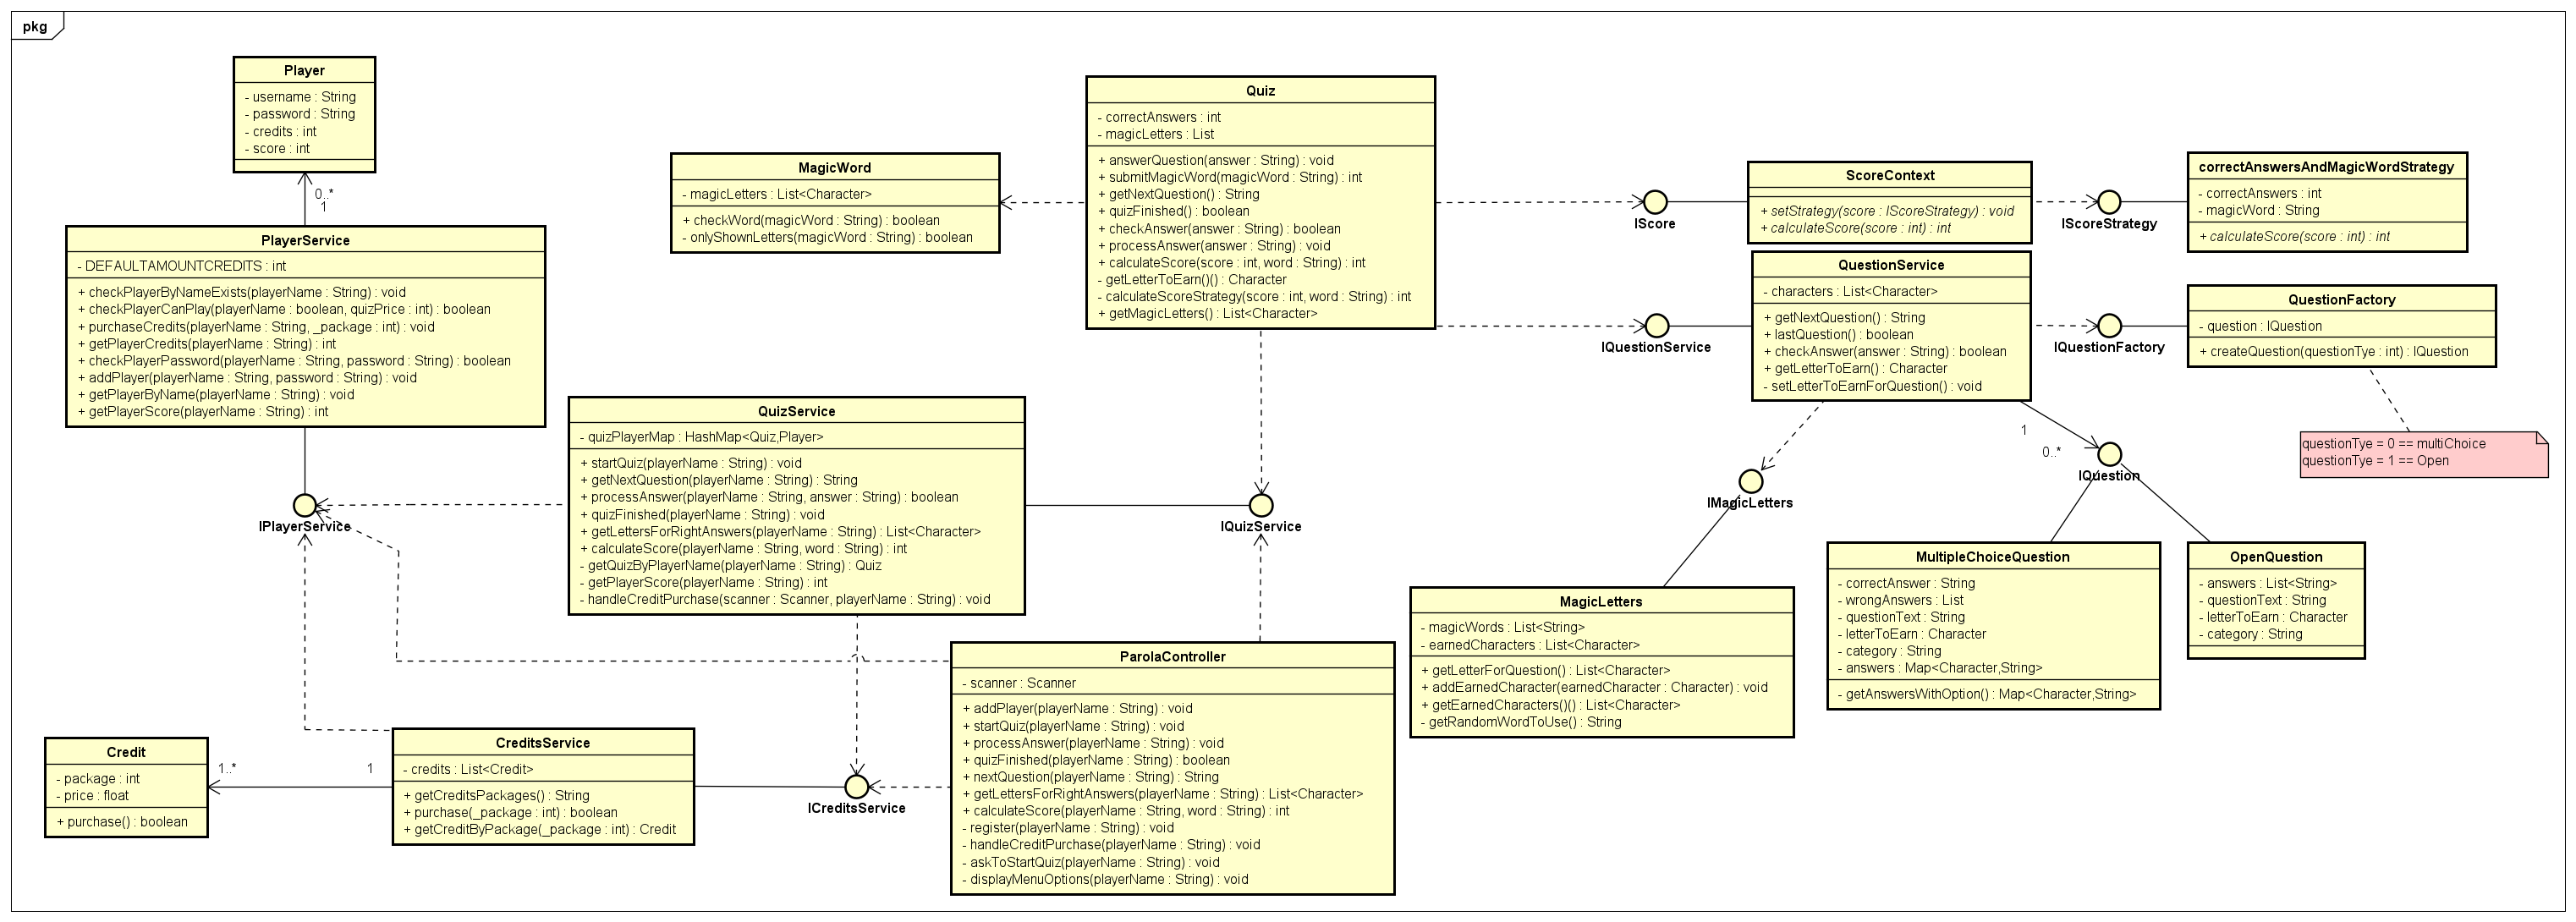 pkg
Player
- username : String
- password : String
- credits : int
- score : int
0..*
1
PlayerService
- DEFAULTAMOUNTCREDITS : int
+ checkPlayerByNameExists(playerName : String) : void
+ checkPlayerCanPlay(playerName : boolean, quizPrice : int) : boolean
+ purchaseCredits(playerName : String, _package : int) : void
+ getPlayerCredits(playerName : String) : int
+ checkPlayerPassword(playerName : String, password : String) : boolean
+ addPlayer(playerName : String, password : String) : void
+ getPlayerByName(playerName : String) : void
+ getPlayerScore(playerName : String) : int
IPlayerService
MagicWord
- magicLetters : List<Character>
+ checkWord(magicWord : String) : boolean
- onlyShownLetters(magicWord : String) : boolean
Quiz
- correctAnswers : int
- magicLetters : List
+ answerQuestion(answer : String) : void
+ submitMagicWord(magicWord : String) : int
+ getNextQuestion() : String
+ quizFinished() : boolean
+ checkAnswer(answer : String) : boolean
+ processAnswer(answer : String) : void
+ calculateScore(score : int, word : String) : int
- getLetterToEarn()() : Character
- calculateScoreStrategy(score : int, word : String) : int
+ getMagicLetters() : List<Character>
IScore
ScoreContext
+ setStrategy(score : IScoreStrategy) : void
+ calculateScore(score : int) : int
IScoreStrategy
correctAnswersAndMagicWordStrategy
- correctAnswers : int
- magicWord : String
+ calculateScore(score : int) : int
IQuestionService
QuestionService
- characters : List<Character>
+ getNextQuestion() : String
+ lastQuestion() : boolean
+ checkAnswer(answer : String) : boolean
+ getLetterToEarn() : Character
- setLetterToEarnForQuestion() : void
IQuestionFactory
QuestionFactory
- question : IQuestion
+ createQuestion(questionTye : int) : IQuestion
questionTye = 0 == multiChoice
questionTye = 1 == Open
1
0..*
IQuestion
IMagicLetters
QuizService
- quizPlayerMap : HashMap<Quiz,Player>
+ startQuiz(playerName : String) : void
+ getNextQuestion(playerName : String) : String
+ processAnswer(playerName : String, answer : String) : boolean
+ quizFinished(playerName : String) : void
+ getLettersForRightAnswers(playerName : String) : List<Character>
+ calculateScore(playerName : String, word : String) : int
- getQuizByPlayerName(playerName : String) : Quiz
- getPlayerScore(playerName : String) : int
- handleCreditPurchase(scanner : Scanner, playerName : String) : void
IQuizService
MultipleChoiceQuestion
- correctAnswer : String
- wrongAnswers : List
- questionText : String
- letterToEarn : Character
- category : String
- answers : Map<Character,String>
- getAnswersWithOption() : Map<Character,String>
OpenQuestion
- answers : List<String>
- questionText : String
- letterToEarn : Character
- category : String
MagicLetters
- magicWords : List<String>
- earnedCharacters : List<Character>
+ getLetterForQuestion() : List<Character>
+ addEarnedCharacter(earnedCharacter : Character) : void
+ getEarnedCharacters()() : List<Character>
- getRandomWordToUse() : String
ParolaController
- scanner : Scanner
+ addPlayer(playerName : String) : void
+ startQuiz(playerName : String) : void
+ processAnswer(playerName : String) : void
+ quizFinished(playerName : String) : boolean
+ nextQuestion(playerName : String) : String
+ getLettersForRightAnswers(playerName : String) : List<Character>
+ calculateScore(playerName : String, word : String) : int
- register(playerName : String) : void
- handleCreditPurchase(playerName : String) : void
- askToStartQuiz(playerName : String) : void
- displayMenuOptions(playerName : String) : void
Credit
- package : int
- price : float
+ purchase() : boolean
1..*
1
CreditsService
- credits : List<Credit>
+ getCreditsPackages() : String
+ purchase(_package : int) : boolean
+ getCreditByPackage(_package : int) : Credit
ICreditsService